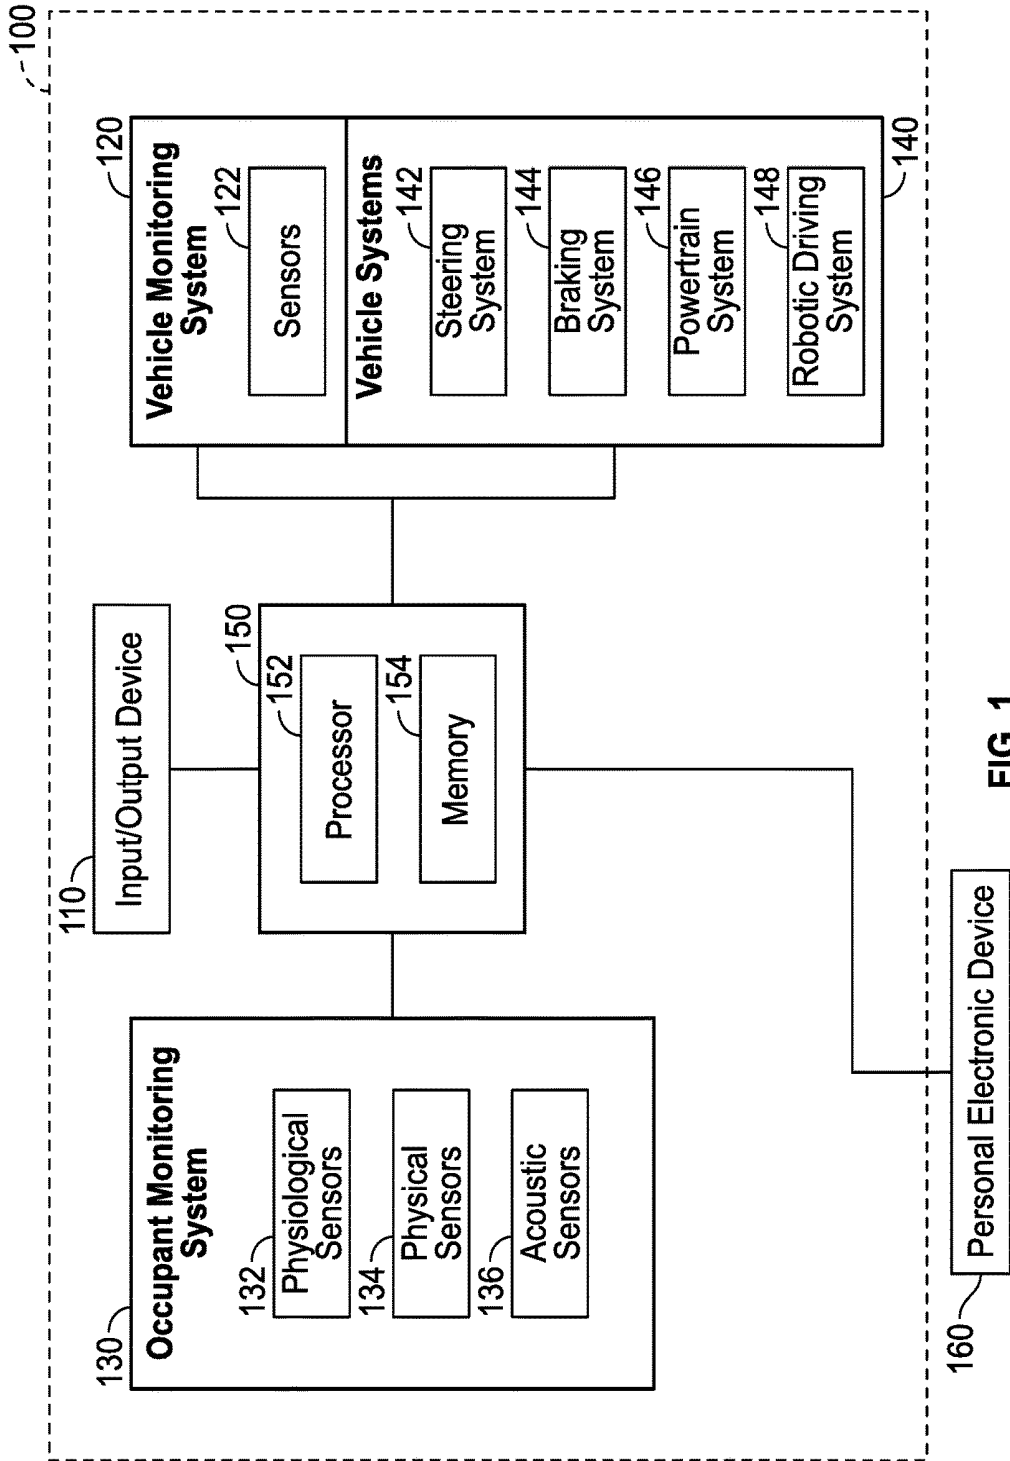 100
110
Input/Output Device
130
Occupant Monitoring
System
132
Physiological
Sensors
134
Physical
Sensors
136
Acoustic
Sensors
150
152
Processor
154
Memory
120
Vehicle Monitoring
System
122
Sensors
Vehicle Systems
142
Steering
System
144
Braking
System
146
Powertrain
System
148
Robotic Driving
System
140
160
Personal Electronic Device
FIG. 1